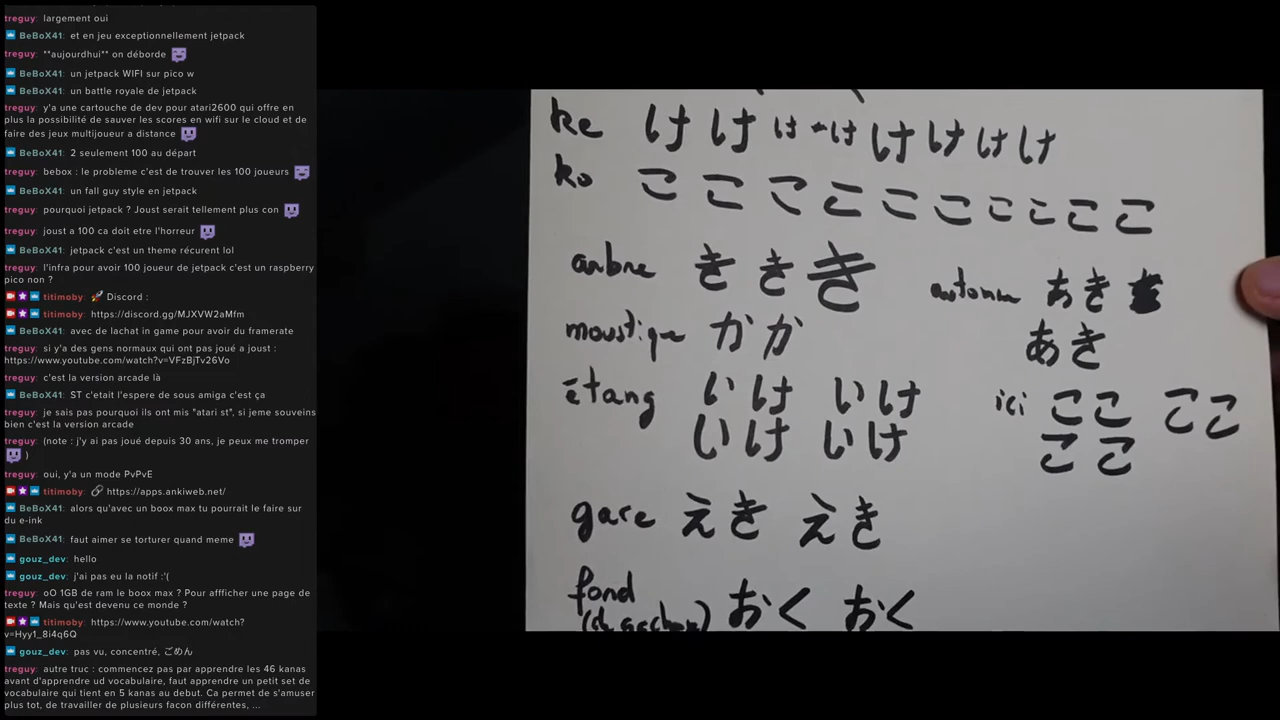 treguy: largement oui
BeBoX41: et en jeu exceptionnellement jetpack
treguy: **aujourdhui** on déborde
BeBoX41: un jetpack WIFI sur pico w
BeBoX41: un battle royale de jetpack
treguy: y'a une cartouche de dev pour atari2600 qui offre en
plus la possibilité de sauver les scores en wifi sur le cloud et de
faire des jeux multijoueur a distance
BeBoX41: 2 seulement 100 au départ
treguy: bebox : le probleme c'est de trouver les 100 joueurs
BeBoX41: un fall guy style en jetpack
treguy: pourquoi jetpack ? Joust serait tellement plus con
treguy: joust a 100 ca doit etre l'horreur
BeBoX41: jetpack c'est un theme récurent lol
treguy: l'infra pour avoir 100 joueur de jetpack c'est un raspberry
pico non ?
titimoby: Discord :
titimoby: https://discord.gg/MJXVW2aMfm
BeBoX41: avec de lachat in game pour avoir du framerate
treguy: si y'a des gens normaux qui ont pas joué a joust :
https://www.youtube.com/watch?v=VFzBjTv26Vo
treguy: c'est la version arcade là
BeBoX41: ST c'etait l'espere de sous amiga c'est ça
treguy: je sais pas pourquoi ils ont mis "atari st", si jeme souveins
bien c'est la version arcade
treguy: (note : j'y ai pas joué depuis 30 ans, je peux me tromper
)
treguy: oui, y'a un mode PvPvE
titimoby: https://apps.ankiweb.net/
BeBoX41: alors qu'avec un boox max tu pourrait le faire sur
du e-ink
BeBoX41: faut aimer se torturer quand meme
gouz_dev: hello
gouz_dev: j'ai pas eu la notif :'(
treguy: oO 1GB de ram le boox max ? Pour affficher une page de
texte ? Mais qu'est devenu ce monde ?
titimoby: https://www.youtube.com/watch?
v=Hyy1_8i4q6Q
gouz_dev: pas vu, concentré, ごめん
treguy: autre truc : commencez pas par apprendre les 46 kanas
avant d'apprendre ud vocabulaire, faut apprendre un petit set de
vocabulaire qui tient en 5 kanas au debut. Ca permet de s'amuser
plus tot, de travailler de plusieurs facon différentes, ...
ke け け け け け け け け
ko こ こ こ こ こ こ こ こ こ こ
arbre き き き
automne あき
あき
moustique か か
étang いけ いけ
いけ いけ
ici ここ ここ
ここ
gare えき えき
fond おく おく